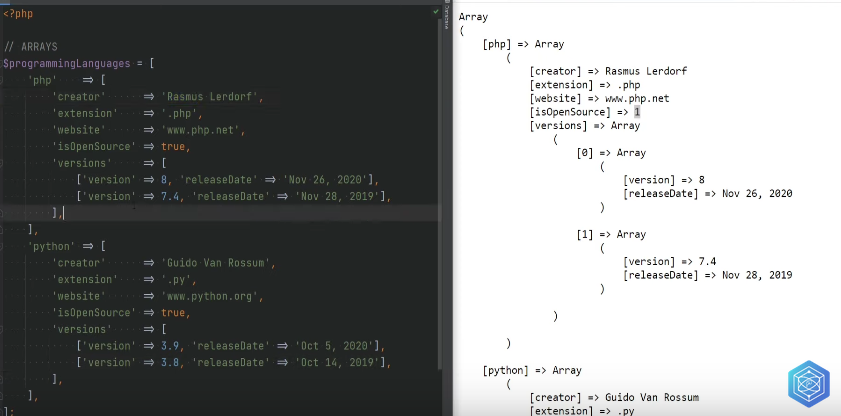 <?php
// ARRAYS
$programmingLanguages = [
'php' => [
'creator' => 'Rasmus Lerdorf',
'extension' => '.php',
'website' => 'www.php.net',
'isOpenSource' => true,
'versions' => [
['version' => 8, 'releaseDate' => 'Nov 26, 2020'],
['version' => 7.4, 'releaseDate' => 'Nov 28, 2019'],
],
],
'python' => [
'creator' => 'Guido Van Rossum',
'extension' => '.py',
'website' => 'www.python.org',
'isOpenSource' => true,
'versions' => [
['version' => 3.9, 'releaseDate' => 'Oct 5, 2020'],
['version' => 3.8, 'releaseDate' => 'Oct 14, 2019'],
],
],
];
Database
Array
(
[php] => Array
(
[creator] => Rasmus Lerdorf
[extension] => .php
[website] => www.php.net
[isOpenSource] => 1
[versions] => Array
(
[0] => Array
(
[version] => 8
[releaseDate] => Nov 26, 2020
)
[1] => Array
(
[version] => 7.4
[releaseDate] => Nov 28, 2019
)
)
)
[python] => Array
(
[creator] => Guido Van Rossum
[extension] => .py